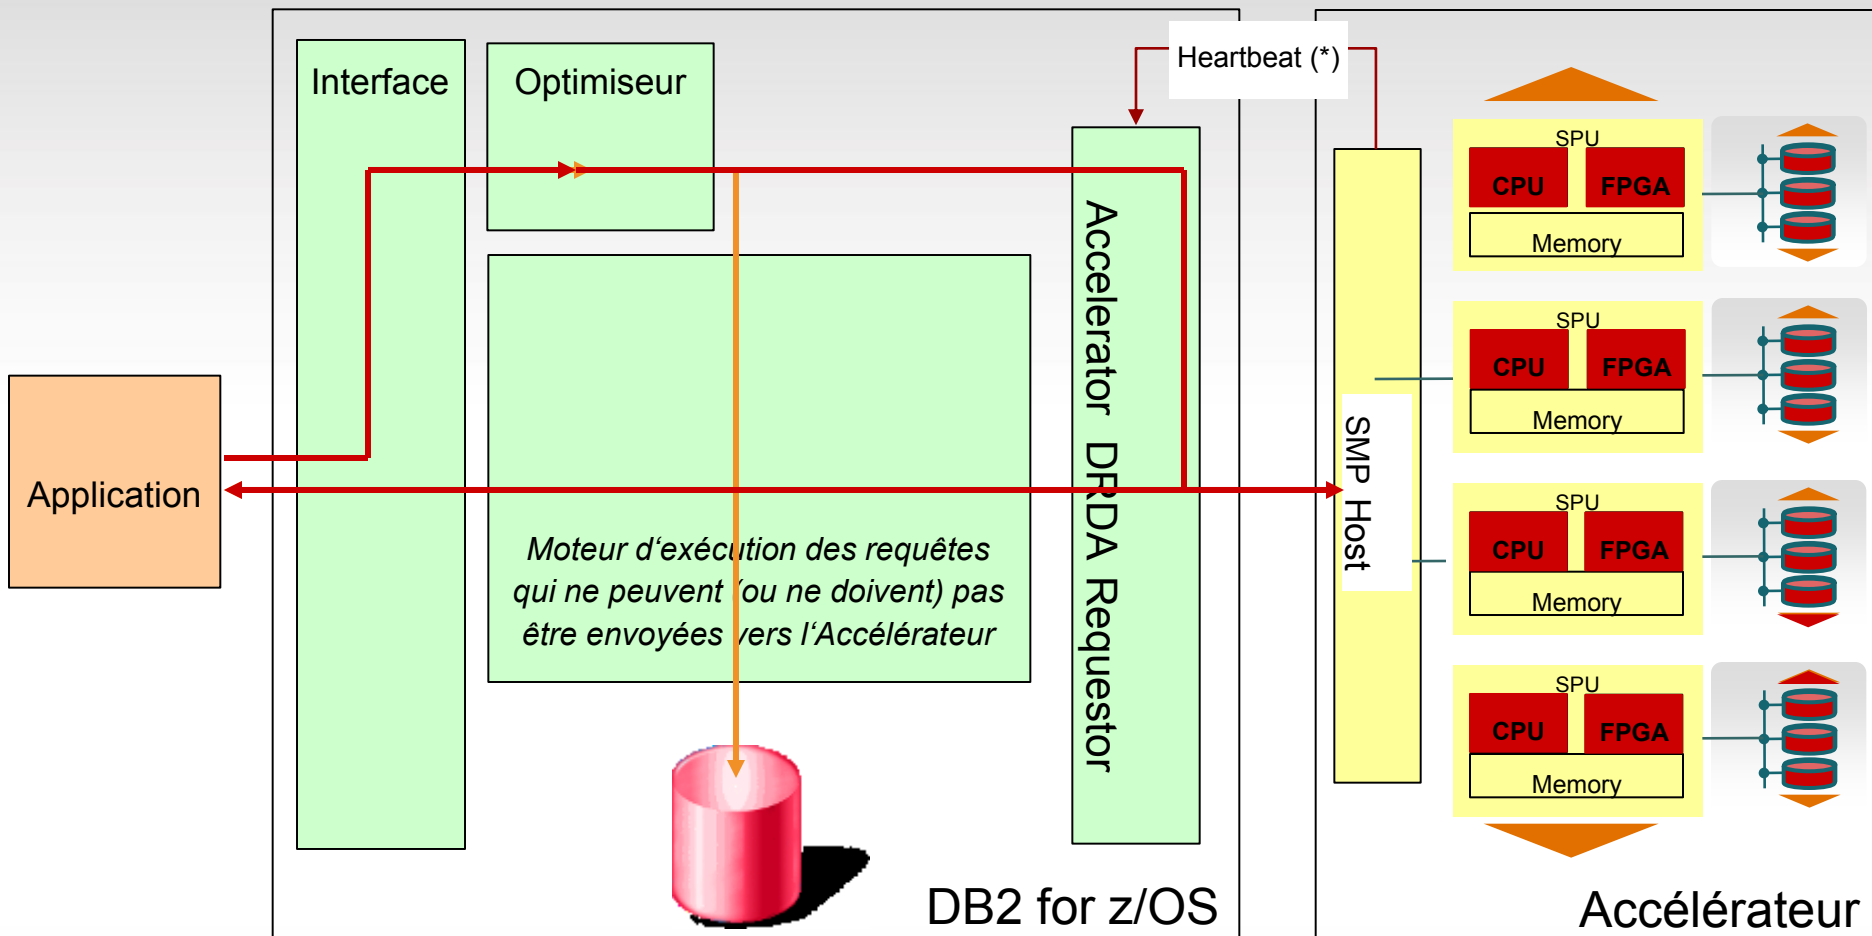 Heartbeat (*)
Interface
Optimiseur
Application
Moteur d‘exécution des requêtes
qui ne peuvent (ou ne doivent) pas
être envoyées vers l‘Accélérateur
Accelerator DRDA Requestor
DB2 for z/OS
SMP Host
SPU
CPU
FPGA
Memory
SPU
CPU
FPGA
Memory
SPU
CPU
FPGA
Memory
SPU
CPU
FPGA
Memory
Accélérateur